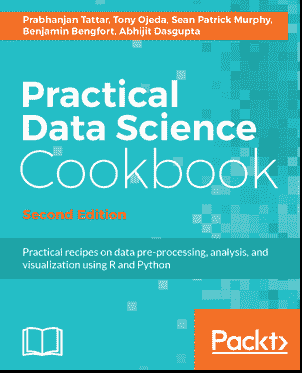 Prabhanjan Tattar, Tony Ojeda, Sean Patrick Murphy,
Benjamin Bengfort, Abhijit Dasgupta
Practical
Data Science
Cookbook
Second Edition
Practical recipes on data pre-processing, analysis, and
visualization using R and Python
Packt>